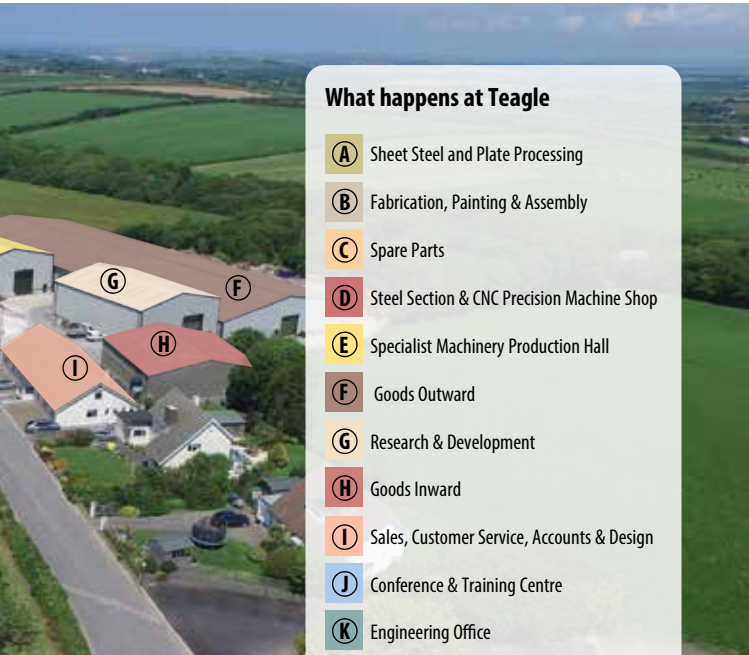 What happens at Teagle
A Sheet Steel and Plate Processing
B Fabrication, Painting & Assembly
C Spare Parts
D Steel Section & CNC Precision Machine Shop
E Specialist Machinery Production Hall
F Goods Outward
G Research & Development
H Goods Inward
I Sales, Customer Service, Accounts & Design
J Conference & Training Centre
K Engineering Office
G
F
H
I